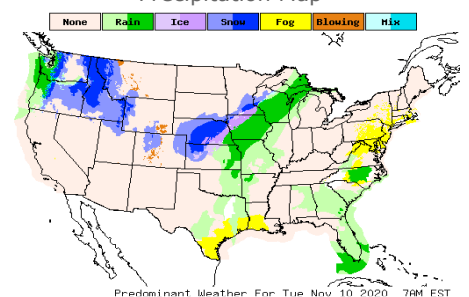 Precipitation Map
None Rain Ice Snow Fog Blowing Mix
Predominant Weather For Tue Nov 10 2020 7AM EST